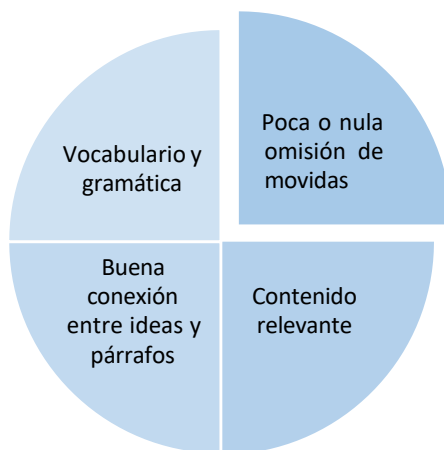 Vocabulario y
gramática
Poca o nula
omisión de
movidas
Buena
conexión
entre ideas y
párrafos
Contenido
relevante